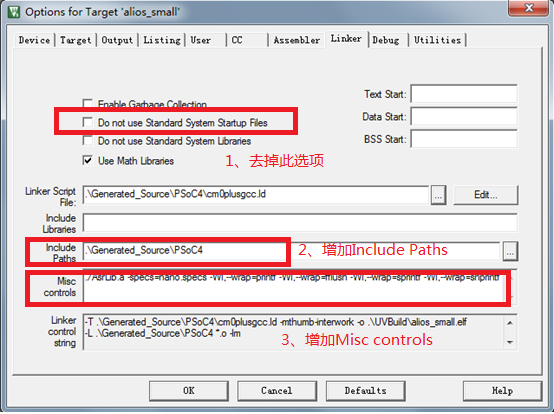 Options for Target 'alios_small'
Device Target Output Listing User CC Assembler Linker Debug Utilities
Enable Garbage Collection
Do not use Standard System Startup Files
Do not use Standard System Libraries
Use Math Libraries
Text Start:
Data Start:
BSS Start:
1、去掉此选项
Linker Script File: .\Generated_Source\PSoC4\cm0plusgcc.ld ... Edit...
Include Libraries
Include Paths .\Generated_Source\PSoC4 ...
2、增加Include Paths
Misc controls ./AsrLib.a -specs=nano.specs -Wl,--wrap=printf -Wl,--wrap=fflush -Wl,--wrap=sprintf -Wl,--wrap=snprintf
Linker control string -T .\Generated_Source\PSoC4\cm0plusgcc.ld -mthumb-interwork -o .\UVBuild\alios_small.elf
-L .\Generated_Source\PSoC4 *.o -lm
3、增加Misc controls
OK Cancel Defaults Help